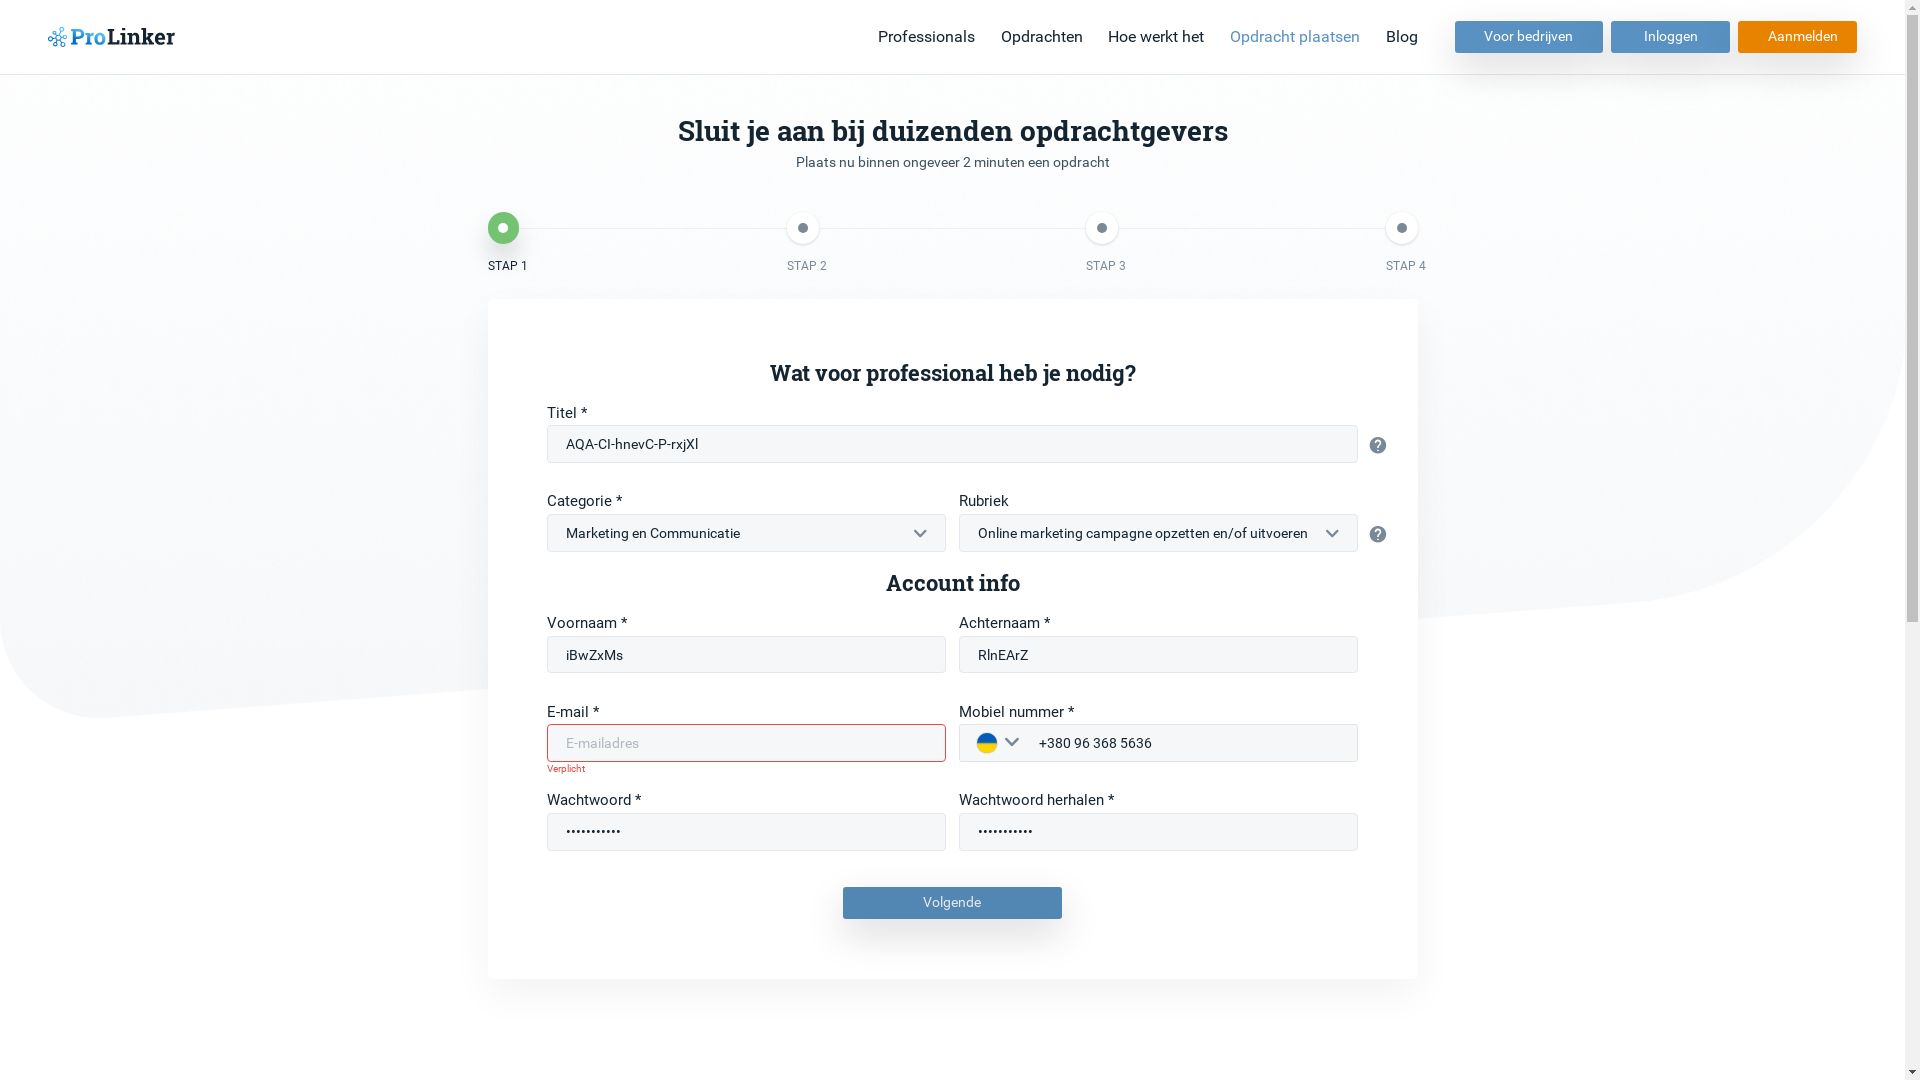 ProLinker
Professionals
Opdrachten
Hoe werkt het
Opdracht plaatsen
Blog
Voor bedrijven
Inloggen
Aanmelden
Sluit je aan bij duizenden opdrachtgevers
Plaats nu binnen ongeveer 2 minuten een opdracht
STAP 1
STAP 2
STAP 3
STAP 4
Wat voor professional heb je nodig?
Titel *
AQA-CI-hnevC-P-rxjXl
Categorie *
Rubriek
Marketing en Communicatie
Online marketing campagne opzetten en/of uitvoeren
Account info
Voornaam *
Achternaam *
iBwZxMs
RlnEArZ
E-mail *
Mobiel nummer *
E-mailadres
+380 96 368 5636
Verplicht
Wachtwoord *
Wachtwoord herhalen *
•••••••••••
•••••••••••
Volgende